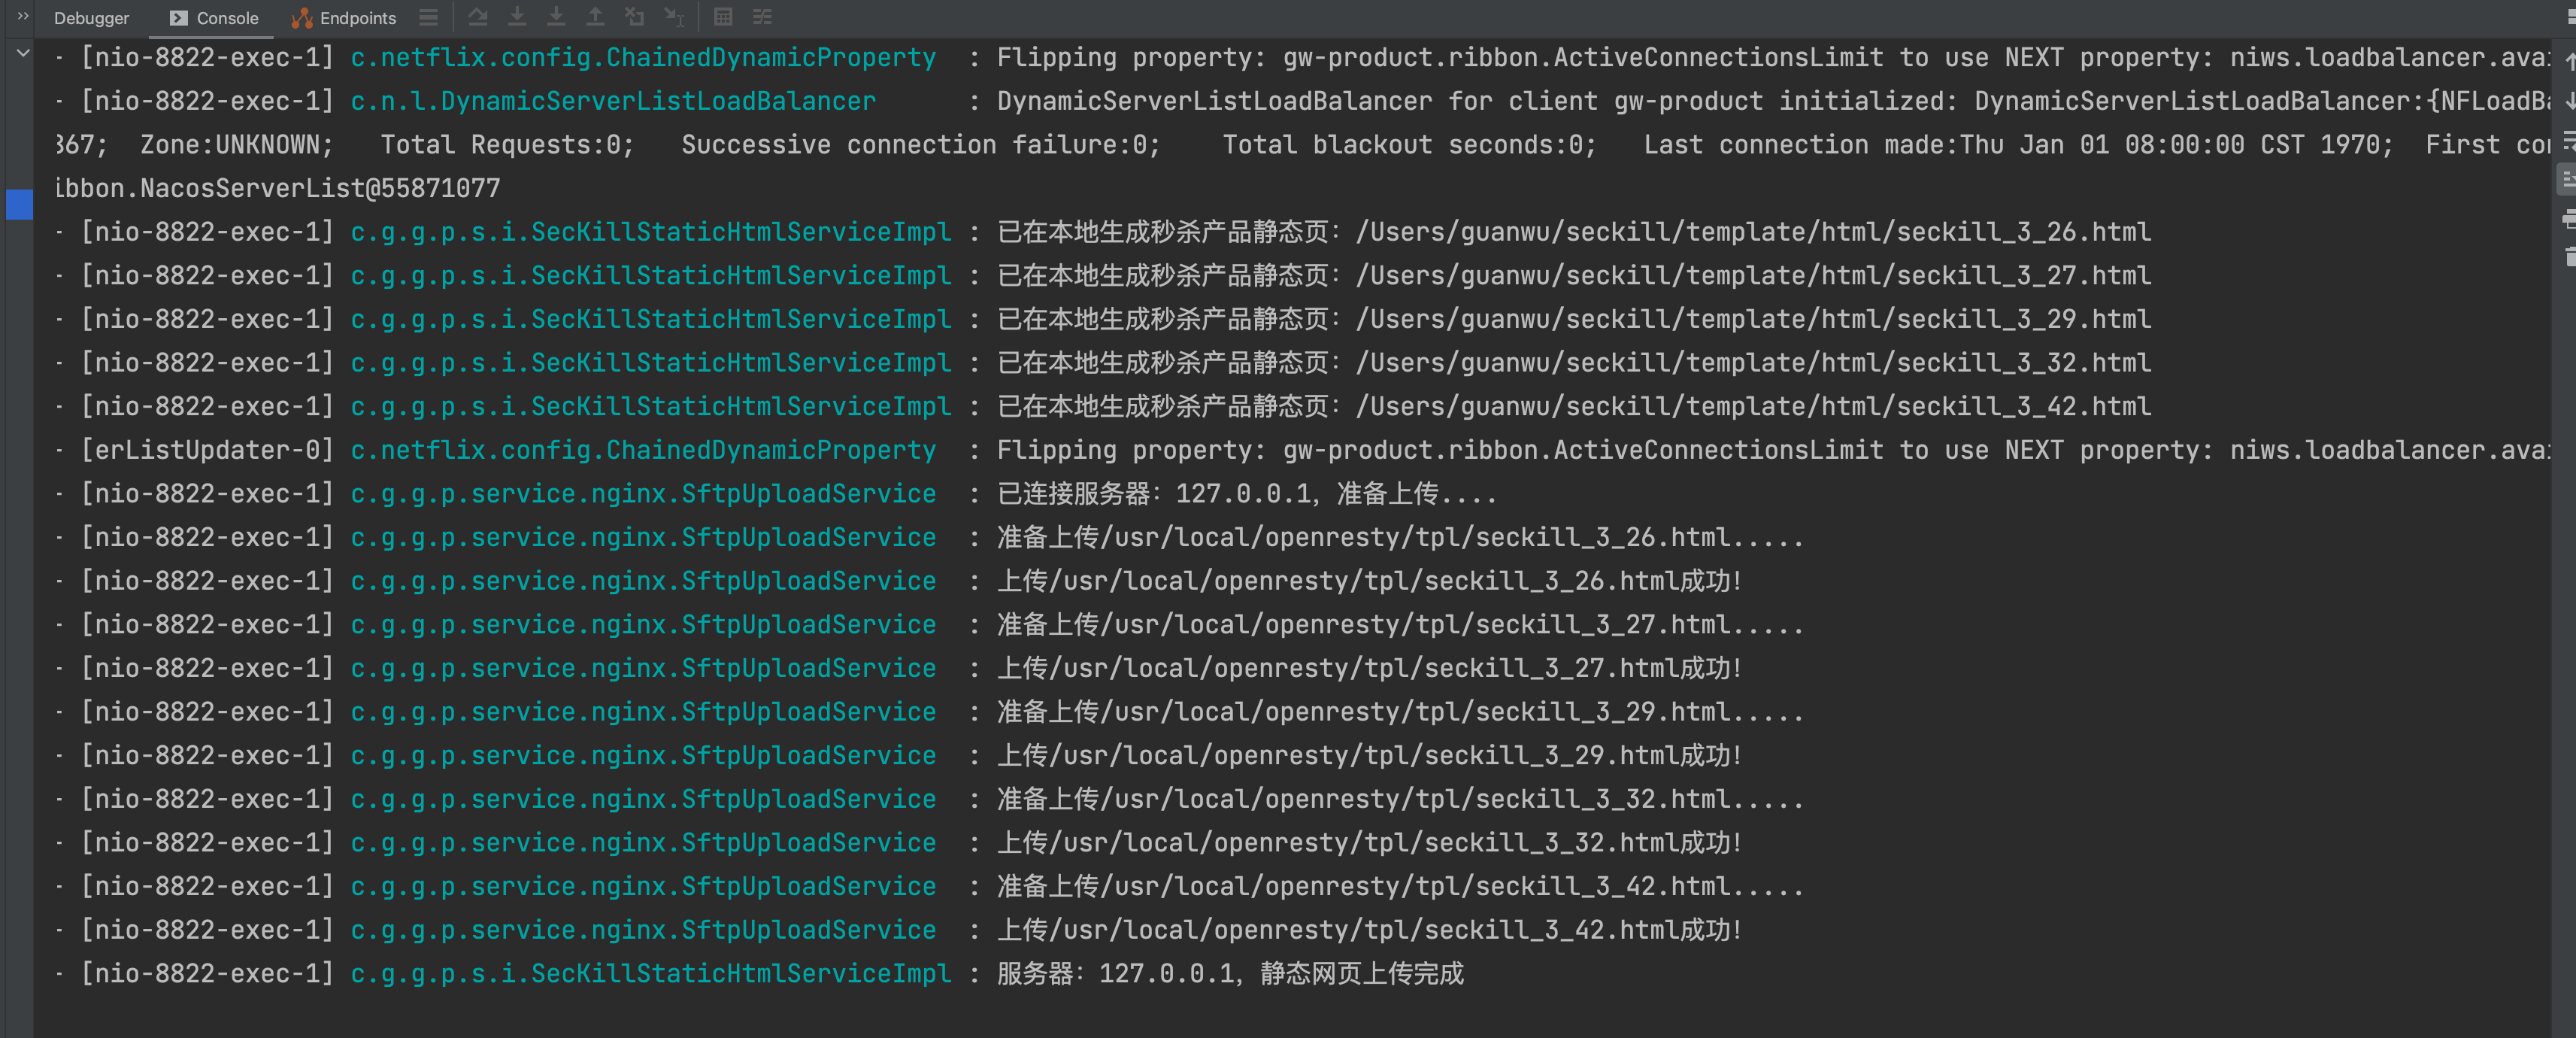 Debugger Console Endpoints
- [nio-8822-exec-1] c.netflix.config.ChainedDynamicProperty : Flipping property: gw-product.ribbon.ActiveConnectionsLimit to use NEXT property: niws.loadbalancer.avai
- [nio-8822-exec-1] c.n.l.DynamicServerListLoadBalancer : DynamicServerListLoadBalancer for client gw-product initialized: DynamicServerListLoadBalancer:{NFLoadBa
367; Zone:UNKNOWN; Total Requests:0; Successive connection failure:0; Total blackout seconds:0; Last connection made:Thu Jan 01 08:00:00 CST 1970; First con
ibbon.NacosServerList@55871077
- [nio-8822-exec-1] c.g.g.p.s.i.SecKillStaticHtmlServiceImpl : 已在本地生成秒杀产品静态页：/Users/guanwu/seckill/template/html/seckill_3_26.html
- [nio-8822-exec-1] c.g.g.p.s.i.SecKillStaticHtmlServiceImpl : 已在本地生成秒杀产品静态页：/Users/guanwu/seckill/template/html/seckill_3_27.html
- [nio-8822-exec-1] c.g.g.p.s.i.SecKillStaticHtmlServiceImpl : 已在本地生成秒杀产品静态页：/Users/guanwu/seckill/template/html/seckill_3_29.html
- [nio-8822-exec-1] c.g.g.p.s.i.SecKillStaticHtmlServiceImpl : 已在本地生成秒杀产品静态页：/Users/guanwu/seckill/template/html/seckill_3_32.html
- [nio-8822-exec-1] c.g.g.p.s.i.SecKillStaticHtmlServiceImpl : 已在本地生成秒杀产品静态页：/Users/guanwu/seckill/template/html/seckill_3_42.html
- [erListUpdater-0] c.netflix.config.ChainedDynamicProperty : Flipping property: gw-product.ribbon.ActiveConnectionsLimit to use NEXT property: niws.loadbalancer.avai
- [nio-8822-exec-1] c.g.g.p.service.nginx.SftpUploadService : 已连接服务器：127.0.0.1，准备上传....
- [nio-8822-exec-1] c.g.g.p.service.nginx.SftpUploadService : 准备上传/usr/local/openresty/tpl/seckill_3_26.html.....
- [nio-8822-exec-1] c.g.g.p.service.nginx.SftpUploadService : 上传/usr/local/openresty/tpl/seckill_3_26.html成功！
- [nio-8822-exec-1] c.g.g.p.service.nginx.SftpUploadService : 准备上传/usr/local/openresty/tpl/seckill_3_27.html.....
- [nio-8822-exec-1] c.g.g.p.service.nginx.SftpUploadService : 上传/usr/local/openresty/tpl/seckill_3_27.html成功！
- [nio-8822-exec-1] c.g.g.p.service.nginx.SftpUploadService : 准备上传/usr/local/openresty/tpl/seckill_3_29.html.....
- [nio-8822-exec-1] c.g.g.p.service.nginx.SftpUploadService : 上传/usr/local/openresty/tpl/seckill_3_29.html成功！
- [nio-8822-exec-1] c.g.g.p.service.nginx.SftpUploadService : 准备上传/usr/local/openresty/tpl/seckill_3_32.html.....
- [nio-8822-exec-1] c.g.g.p.service.nginx.SftpUploadService : 上传/usr/local/openresty/tpl/seckill_3_32.html成功！
- [nio-8822-exec-1] c.g.g.p.service.nginx.SftpUploadService : 准备上传/usr/local/openresty/tpl/seckill_3_42.html.....
- [nio-8822-exec-1] c.g.g.p.service.nginx.SftpUploadService : 上传/usr/local/openresty/tpl/seckill_3_42.html成功！
- [nio-8822-exec-1] c.g.g.p.s.i.SecKillStaticHtmlServiceImpl : 服务器：127.0.0.1，静态网页上传完成